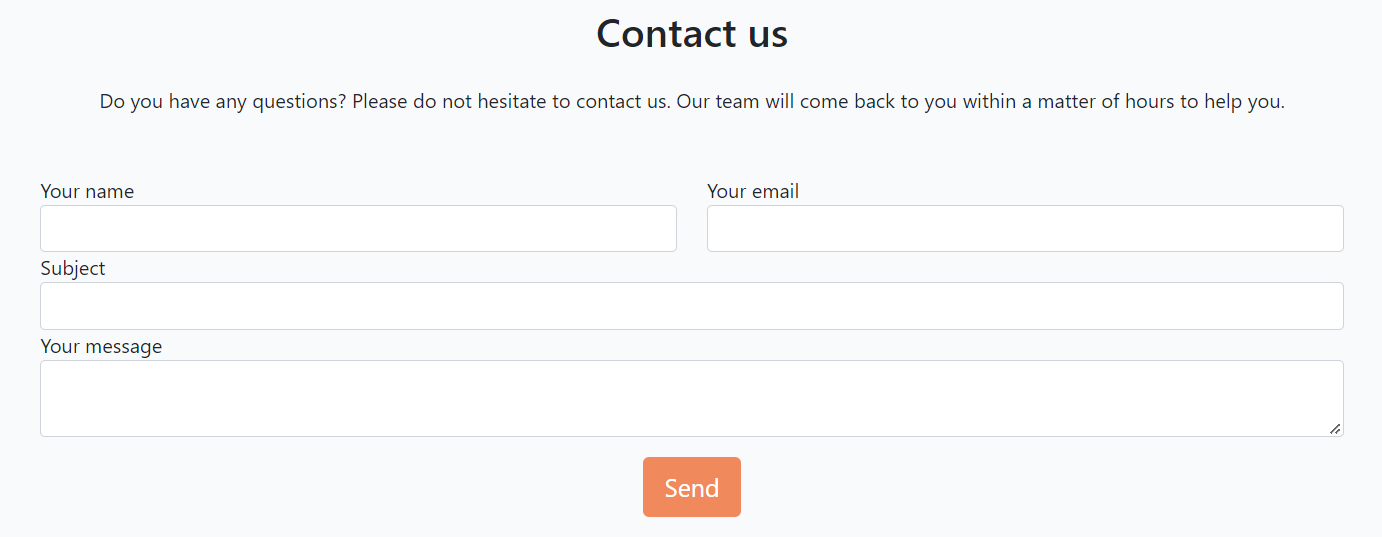 Contact us
Do you have any questions? Please do not hesitate to contact us. Our team will come back to you within a matter of hours to help you.
Your name
Your email
Subject
Your message
Send